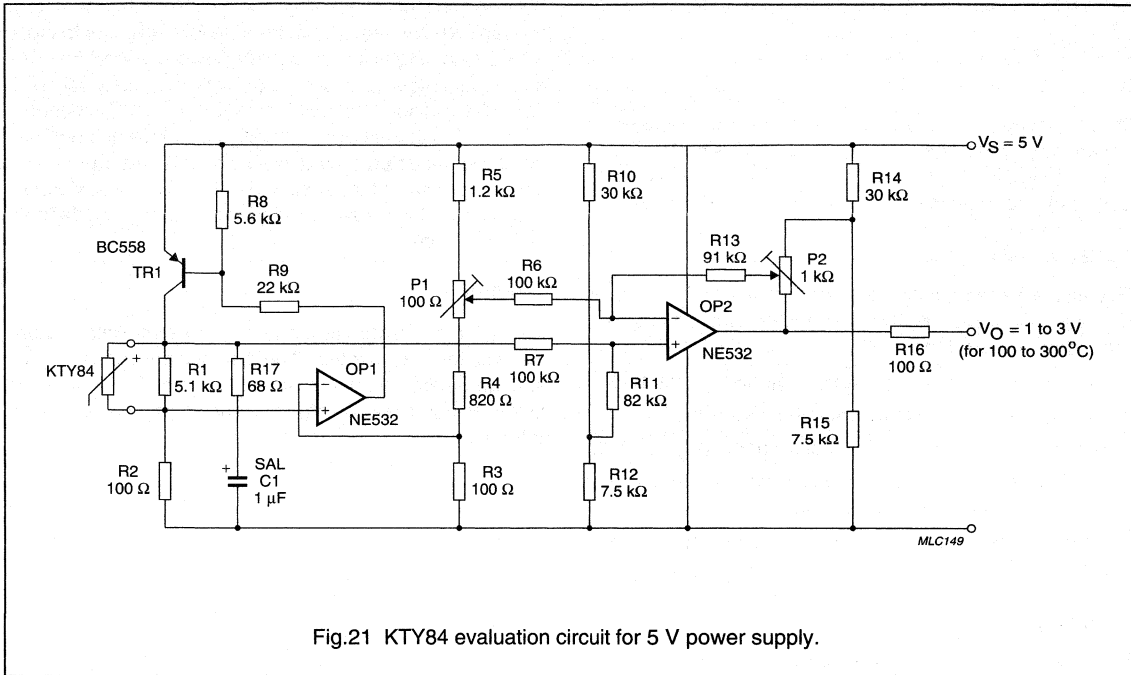 VS = 5 V
R5
1.2 kΩ
R10
30 kΩ
R14
30 kΩ
R8
5.6 kΩ
BC558
TR1
R9
22 kΩ
P1
100 Ω
R6
100 kΩ
R13
91 kΩ
P2
1 kΩ
OP2
NE532
VO = 1 to 3 V
(for 100 to 300°C)
R16
100 Ω
KTY84
+
R1
5.1 kΩ
R17
68 Ω
OP1
−
+
NE532
R7
100 kΩ
−
+
R4
820 Ω
R11
82 kΩ
R15
7.5 kΩ
R2
100 Ω
+
SAL
C1
1 µF
R3
100 Ω
R12
7.5 kΩ
MLC149
Fig.21 KTY84 evaluation circuit for 5 V power supply.